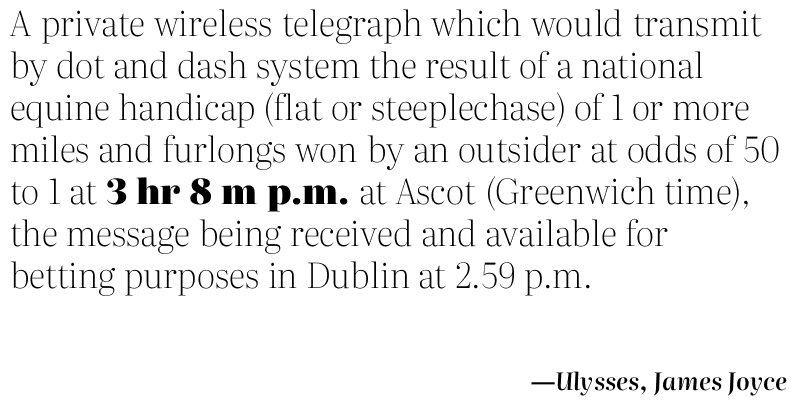 A private wireless telegraph which would transmit
by dot and dash system the result of a national
equine handicap (flat or steeplechase) of 1 or more
miles and furlongs won by an outsider at odds of 50
to 1 at 3 hr 8 m p.m. at Ascot (Greenwich time),
the message being received and available for
betting purposes in Dublin at 2.59 p.m.
—Ulysses, James Joyce